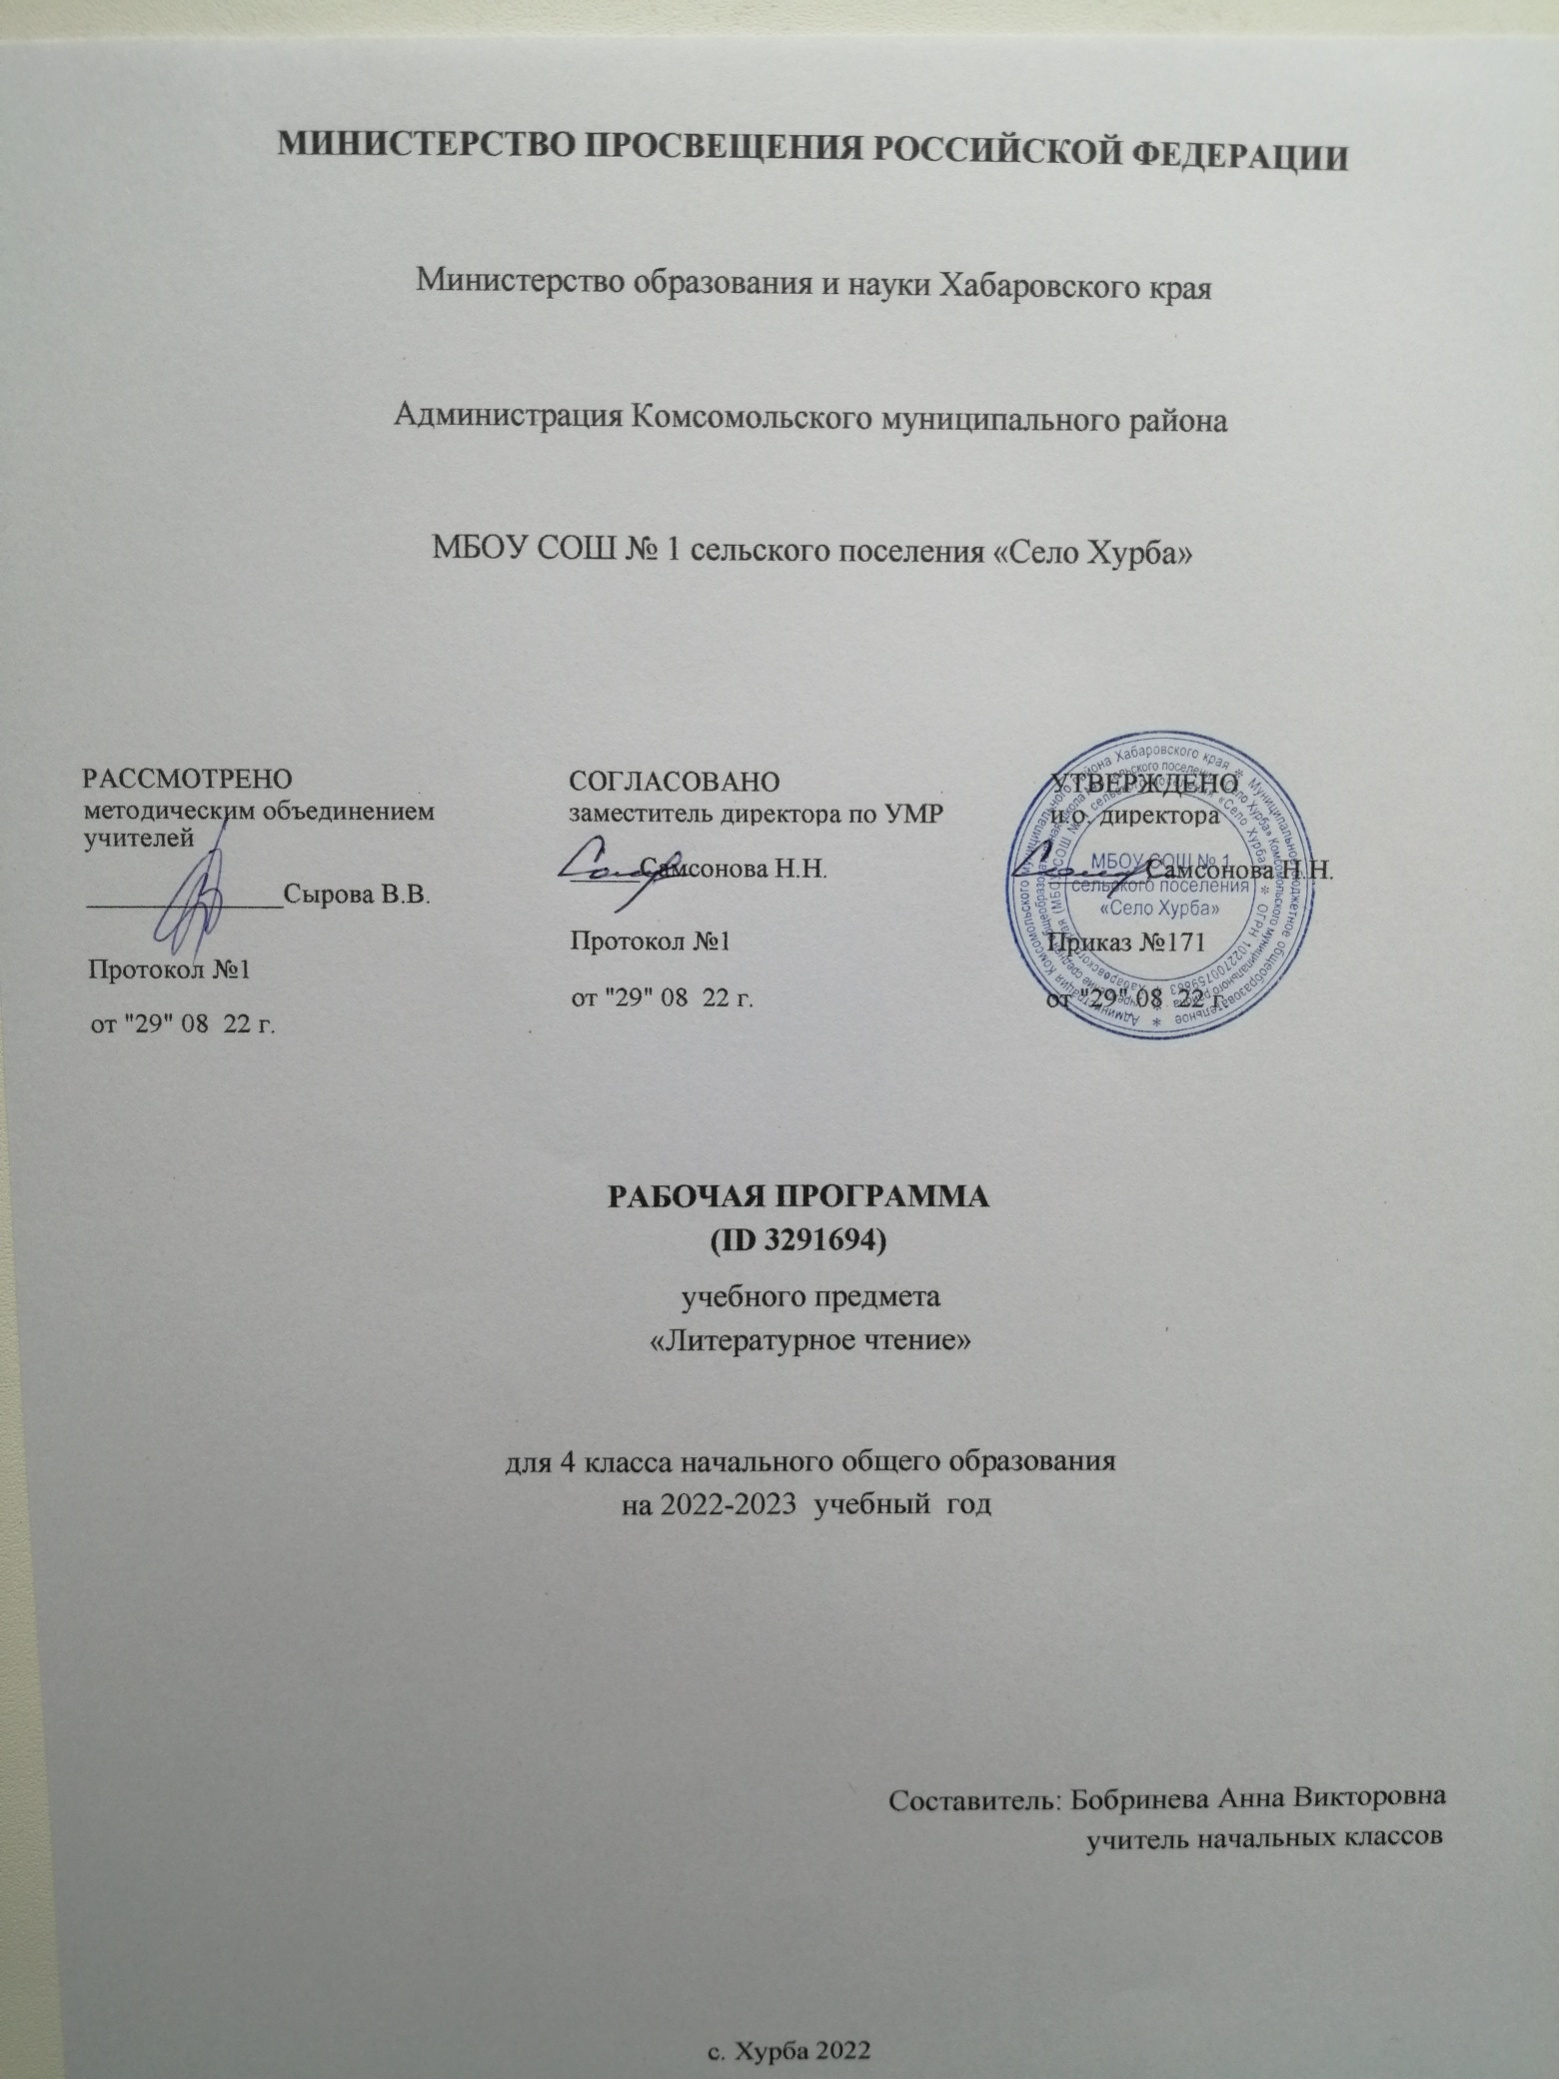 МИНИСТЕРСТВО ПРОСВЕЩЕНИЯ РОССИЙСКОЙ ФЕДЕРАЦИИ
Министерство образования и науки Хабаровского края
Администрация Комсомольского муниципального района
МБОУ СОШ № 1 сельского поселения «Село Хурба»
РАССМОТРЕНО
методическим объединением
учителей
Сырова В.В.
Протокол №1
от "29" 08 22 г.
СОГЛАСОВАНО
заместитель директора по УМР
Самсонова Н.Н.
Протокол №1
от "29" 08 22 г.
УТВЕРЖДЕНО
и.о. директора
Самсонова Н.Н.
Приказ №171
от "29" 08 22 г.
МБОУ СОШ № 1
сельского поселения
«Село Хурба»
РАБОЧАЯ ПРОГРАММА
(ID 3291694)
учебного предмета
«Литературное чтение»
для 4 класса начального общего образования
на 2022-2023 учебный год
Составитель: Бобринева Анна Викторовна
учитель начальных классов
с. Хурба 2022